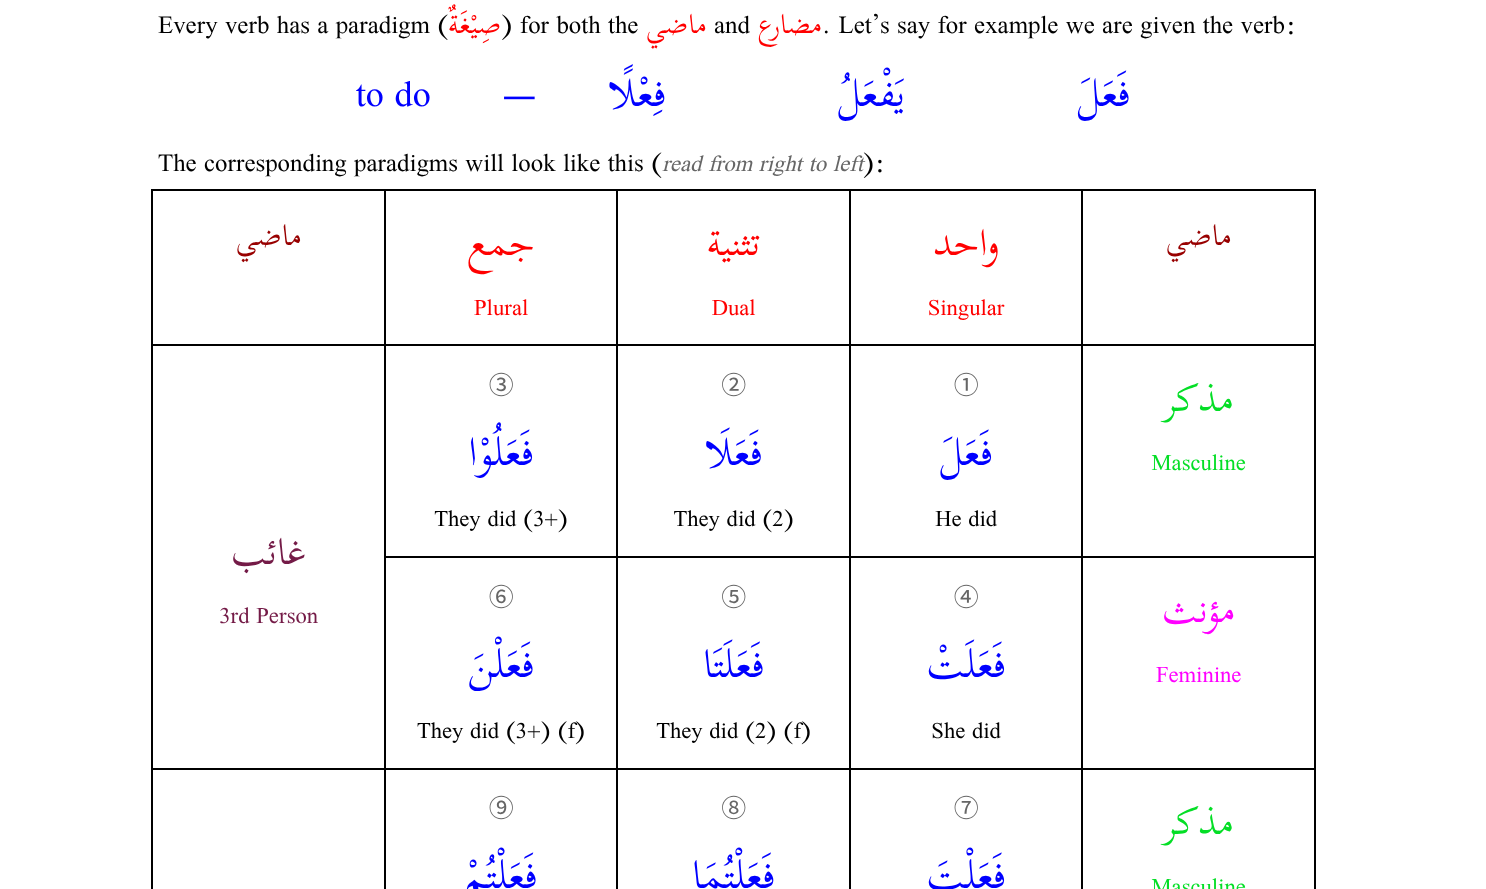 Every verb has a paradigm (صِيْغَةٌ) for both the ماضي and مضارع. Let’s say for example we are given the verb:
فَعَلَ يَفْعَلُ فِعْلًا — to do
The corresponding paradigms will look like this (read from right to left):
ماضي واحد تثنية جمع ماضي
Singular Dual Plural
① ② ③
مذكر فَعَلَ فَعَلَا فَعَلُوْا
Masculine
He did They did (2) They did (3+)
غائب
3rd Person
④ ⑤ ⑥
مؤنث فَعَلَتْ فَعَلَتَا فَعَلْنَ
Feminine
She did They did (2) (f) They did (3+) (f)
⑦ ⑧ ⑨
مذكر فَعَلْتَ فَعَلْتُمَا فَعَلْتُمْ
Masculine